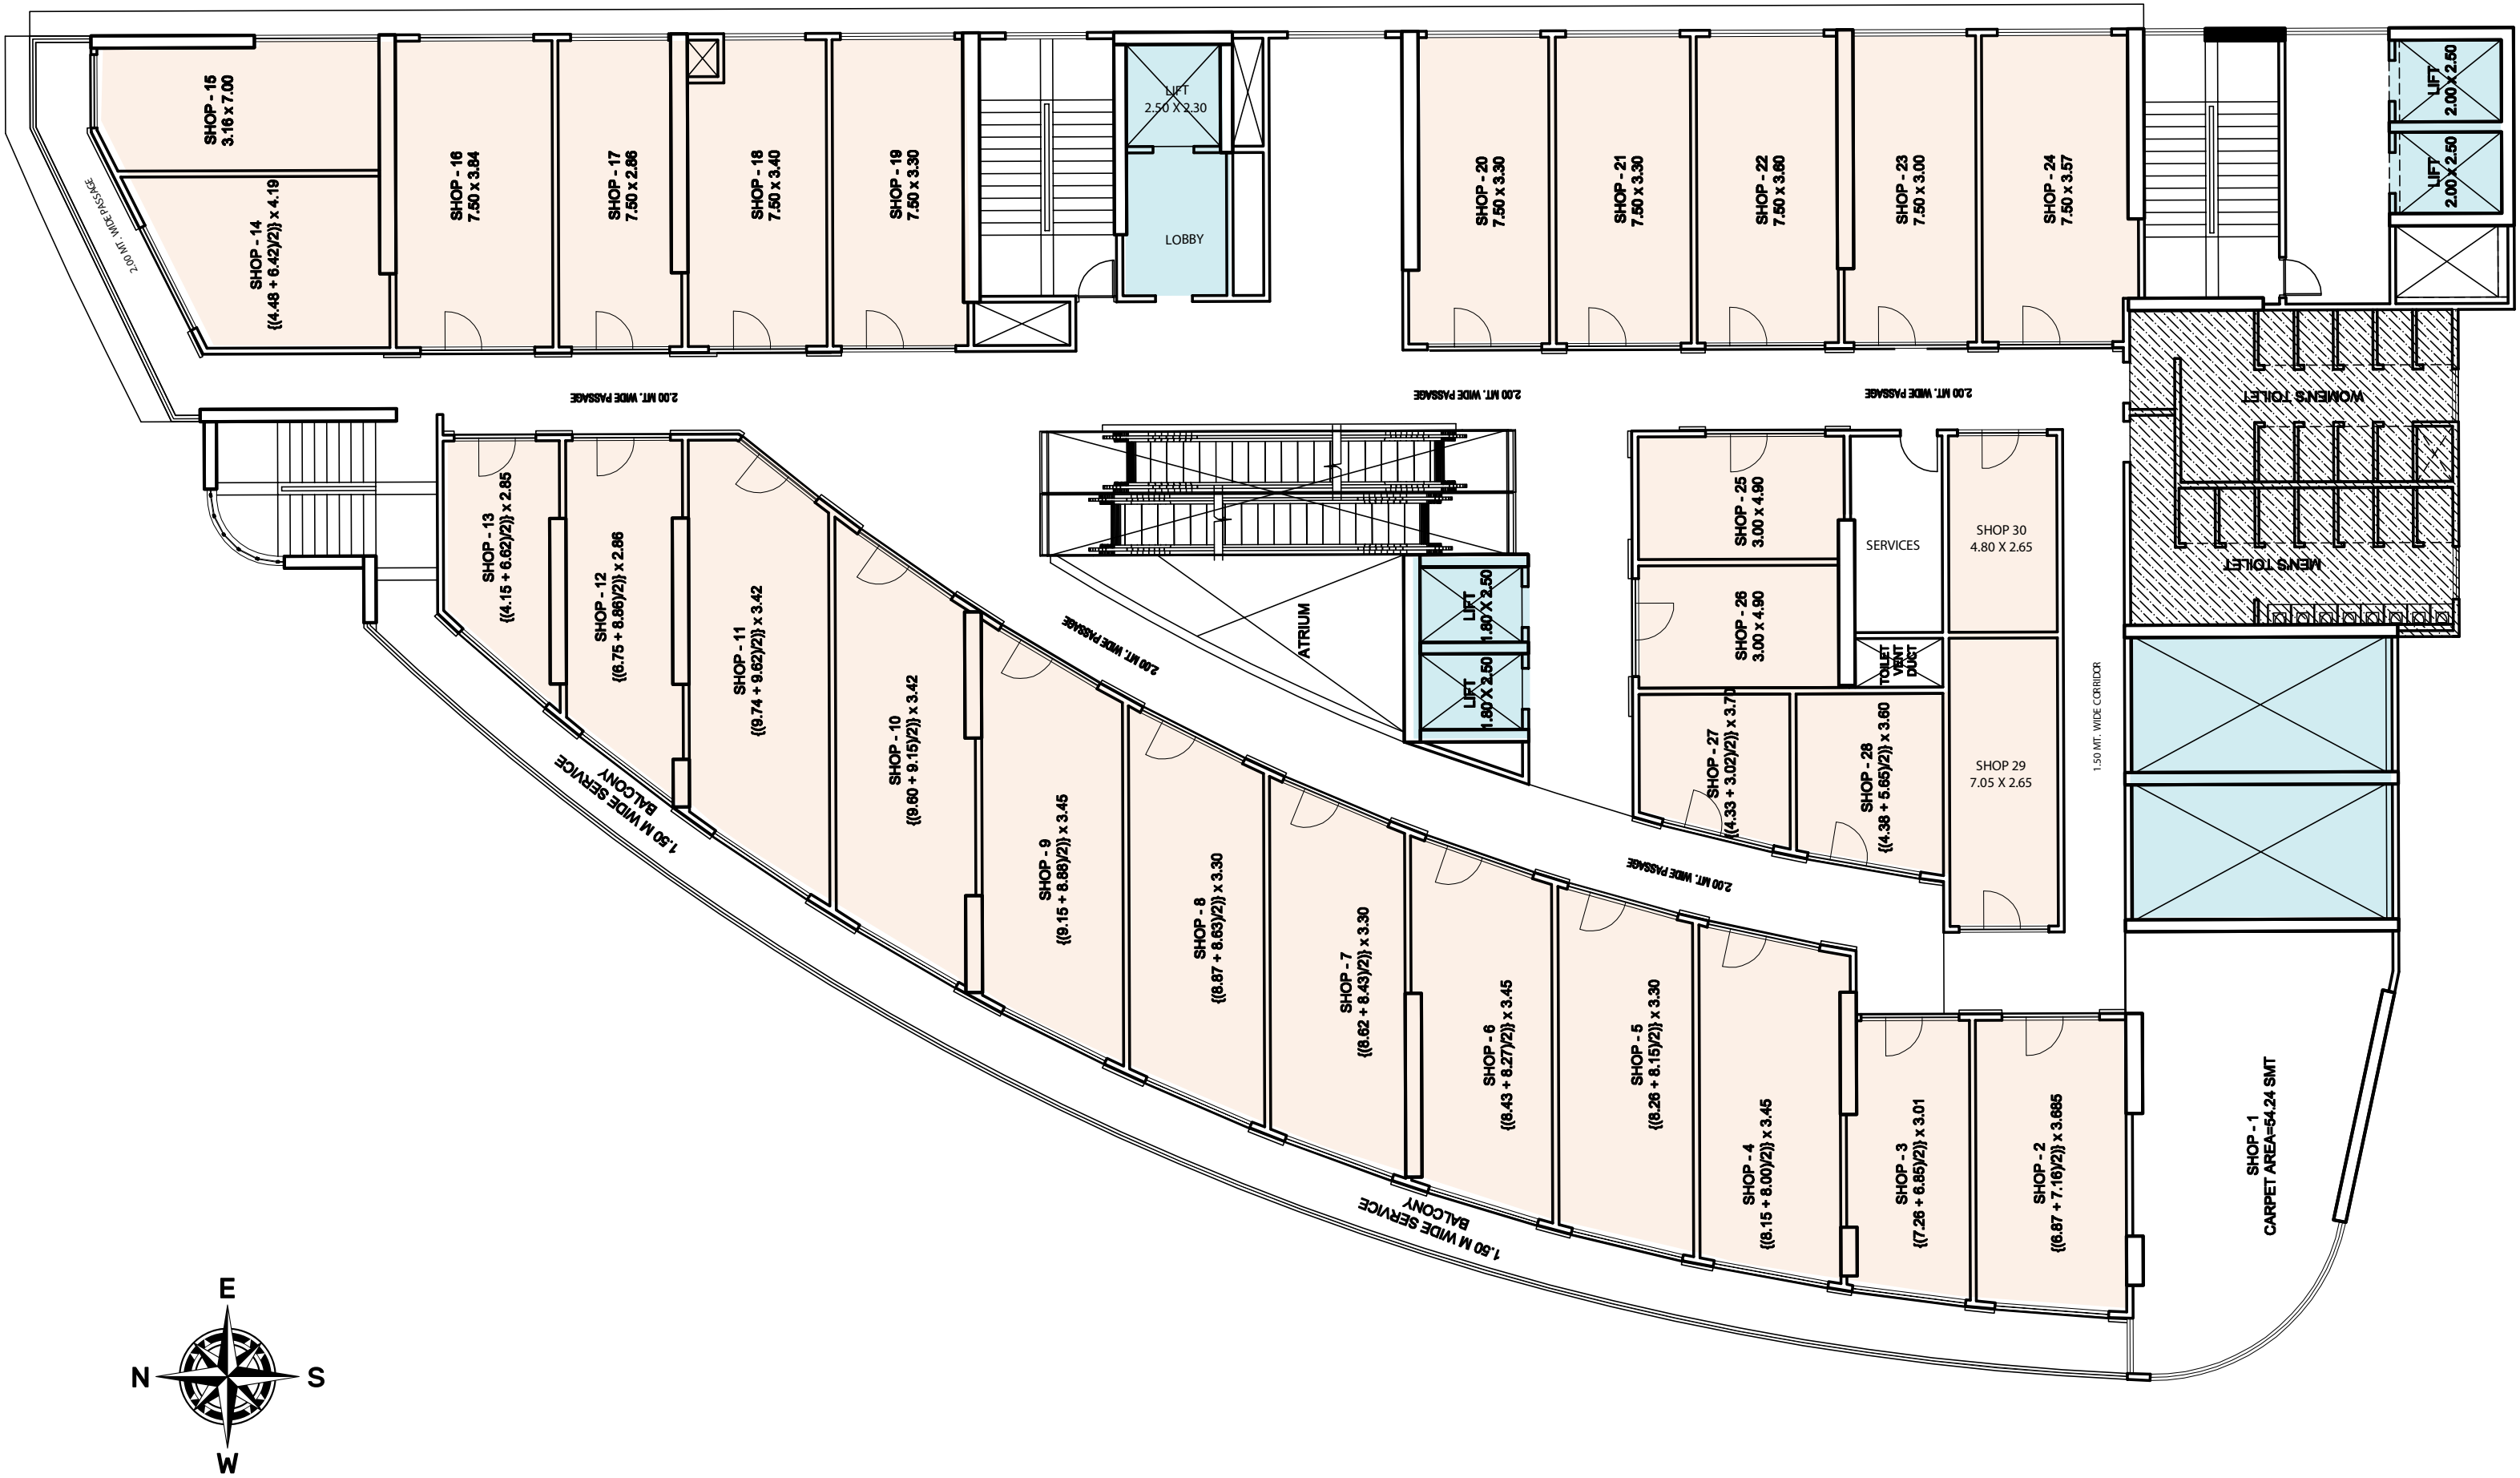 SHOP - 15
3.16 x 7.00
SHOP - 14
{(4.48 + 6.42)/2)} x 4.19
2.00 MT. WIDE PASSAGE
SHOP - 16
7.50 x 3.84
SHOP - 17
7.50 x 2.86
SHOP - 18
7.50 x 3.40
SHOP - 19
7.50 x 3.30
LIFT
2.50 X 2.30
LOBBY
SHOP - 20
7.50 x 3.30
SHOP - 21
7.50 x 3.30
SHOP - 22
7.50 x 3.60
SHOP - 23
7.50 x 3.00
SHOP - 24
7.50 x 3.57
LIFT
2.00 X 2.50
LIFT
2.00 X 2.50
2.00 MT. WIDE PASSAGE
2.00 MT. WIDE PASSAGE
2.00 MT. WIDE PASSAGE
WOMEN'S TOILET
MEN'S TOILET
SHOP - 13
{(4.15 + 6.62)/2)} x 2.85
SHOP - 12
{(6.75 + 8.86)/2)} x 2.86
SHOP - 11
{(9.74 + 9.62)/2)} x 3.42
SHOP - 10
{(9.60 + 9.15)/2)} x 3.42
SHOP - 9
{(9.15 + 8.88)/2)} x 3.45
SHOP - 8
{(8.87 + 8.63)/2)} x 3.30
SHOP - 7
{(8.62 + 8.43)/2)} x 3.30
SHOP - 6
{(8.43 + 8.27)/2)} x 3.45
SHOP - 5
{(8.26 + 8.15)/2)} x 3.30
SHOP - 4
{(8.15 + 8.00)/2)} x 3.45
SHOP - 3
{(7.26 + 6.85)/2)} x 3.01
SHOP - 2
{(6.87 + 7.16)/2)} x 3.685
SHOP - 1
CARPET AREA=54.24 SMT
2.00 MT. WIDE PASSAGE
ATRIUM
LIFT
1.80 X 2.50
LIFT
1.80 X 2.50
SHOP - 25
3.00 x 4.90
SHOP - 26
3.00 x 4.90
SHOP - 27
{(4.33 + 3.02)/2)} x 3.70
SHOP - 28
{(4.38 + 5.65)/2)} x 3.60
SERVICES
TOILET
VENT
DUCT
SHOP 30
4.80 X 2.65
SHOP 29
7.05 X 2.65
1.50 MT. WIDE CORRIDOR
2.00 MT. WIDE PASSAGE
1.50 M WIDE SERVICE
BALCONY
1.50 M WIDE SERVICE
BALCONY
E
N
S
W